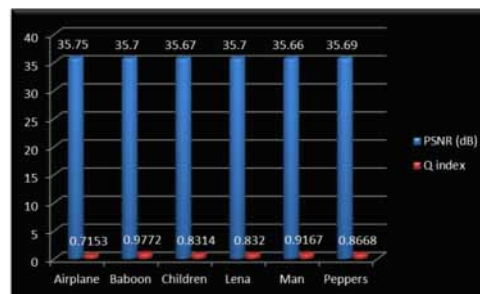 40
35.75 35.7 35.67 35.7 35.66 35.69
35
30
25
20
15
10
5
0.7153 0.9772 0.8314 0.832 0.9167 0.8668
0
Airplane Baboon Children Lena Man Peppers
PSNR (dB)
Q index